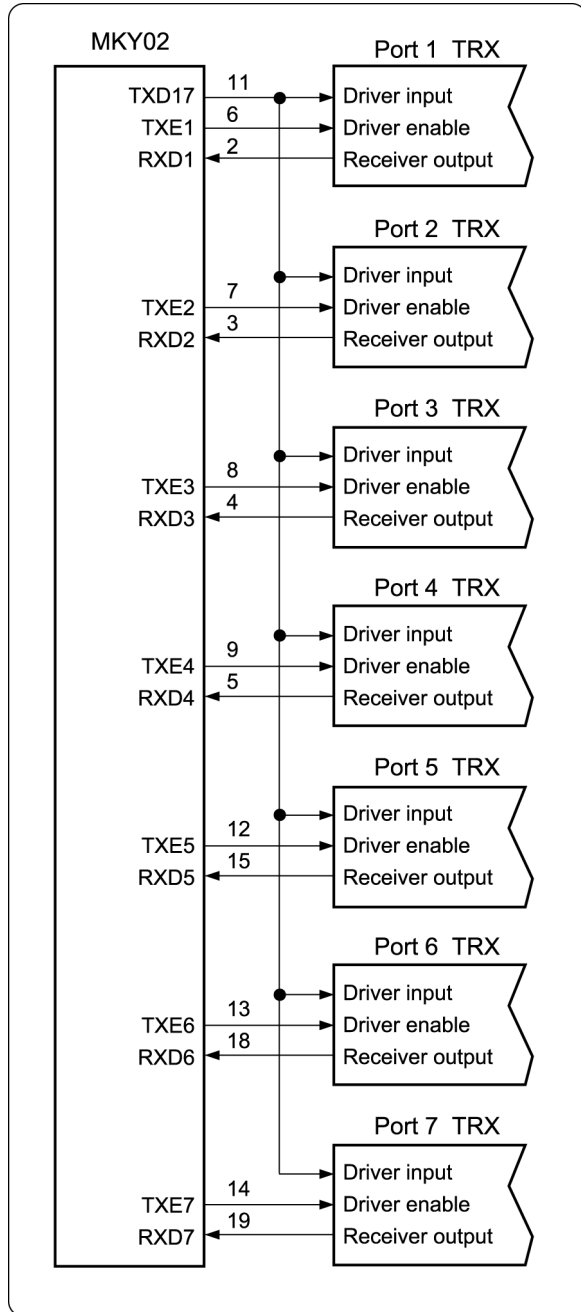 MKY02
Port 1 TRX
TXD17 11 Driver input
TXE1 6 Driver enable
RXD1 2 Receiver output
Port 2 TRX
Driver input
TXE2 7 Driver enable
RXD2 3 Receiver output
Port 3 TRX
Driver input
TXE3 8 Driver enable
RXD3 4 Receiver output
Port 4 TRX
Driver input
TXE4 9 Driver enable
RXD4 5 Receiver output
Port 5 TRX
Driver input
TXE5 12 Driver enable
RXD5 15 Receiver output
Port 6 TRX
Driver input
TXE6 13 Driver enable
RXD6 18 Receiver output
Port 7 TRX
Driver input
TXE7 14 Driver enable
RXD7 19 Receiver output